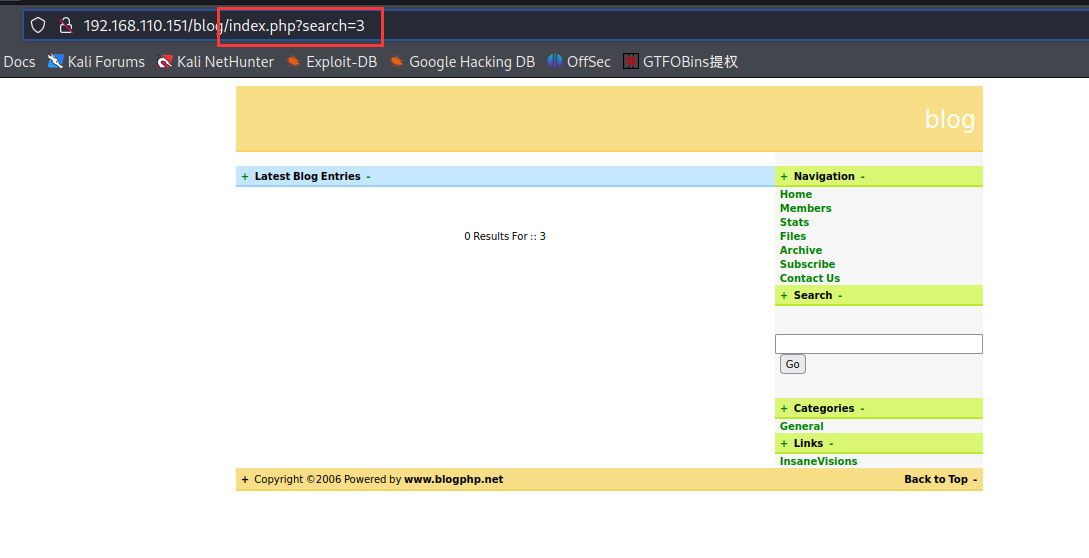 192.168.110.151/blog/index.php?search=3
Docs Kali Forums Kali NetHunter Exploit-DB Google Hacking DB OffSec GTFOBins提权
blog
+ Latest Blog Entries -
0 Results For :: 3
+ Navigation -
Home
Members
Stats
Files
Archive
Subscribe
Contact Us
+ Search -
Go
+ Categories -
General
+ Links -
InsaneVisions
+ Copyright ©2006 Powered by www.blogphp.net
Back to Top -